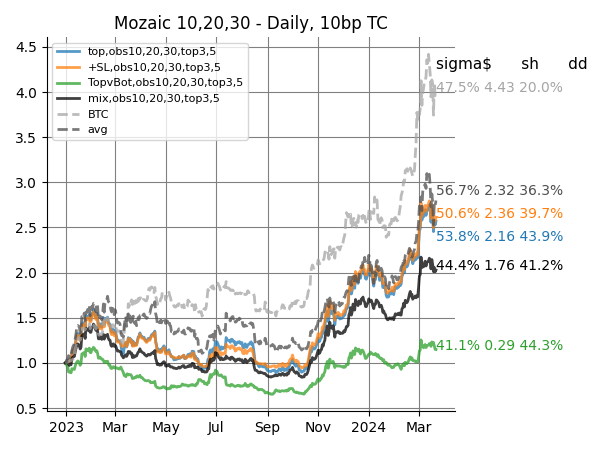 Mozaic 10,20,30 - Daily, 10bp TC
top,obs10,20,30,top3,5
+SL,obs10,20,30,top3,5
TopvBot,obs10,20,30,top3,5
mix,obs10,20,30,top3,5
BTC
avg
sigma$ sh dd
47.5% 4.43 20.0%
56.7% 2.32 36.3%
50.6% 2.36 39.7%
53.8% 2.16 43.9%
44.4% 1.76 41.2%
41.1% 0.29 44.3%
4.5
4.0
3.5
3.0
2.5
2.0
1.5
1.0
0.5
2023 Mar May Jul Sep Nov 2024 Mar